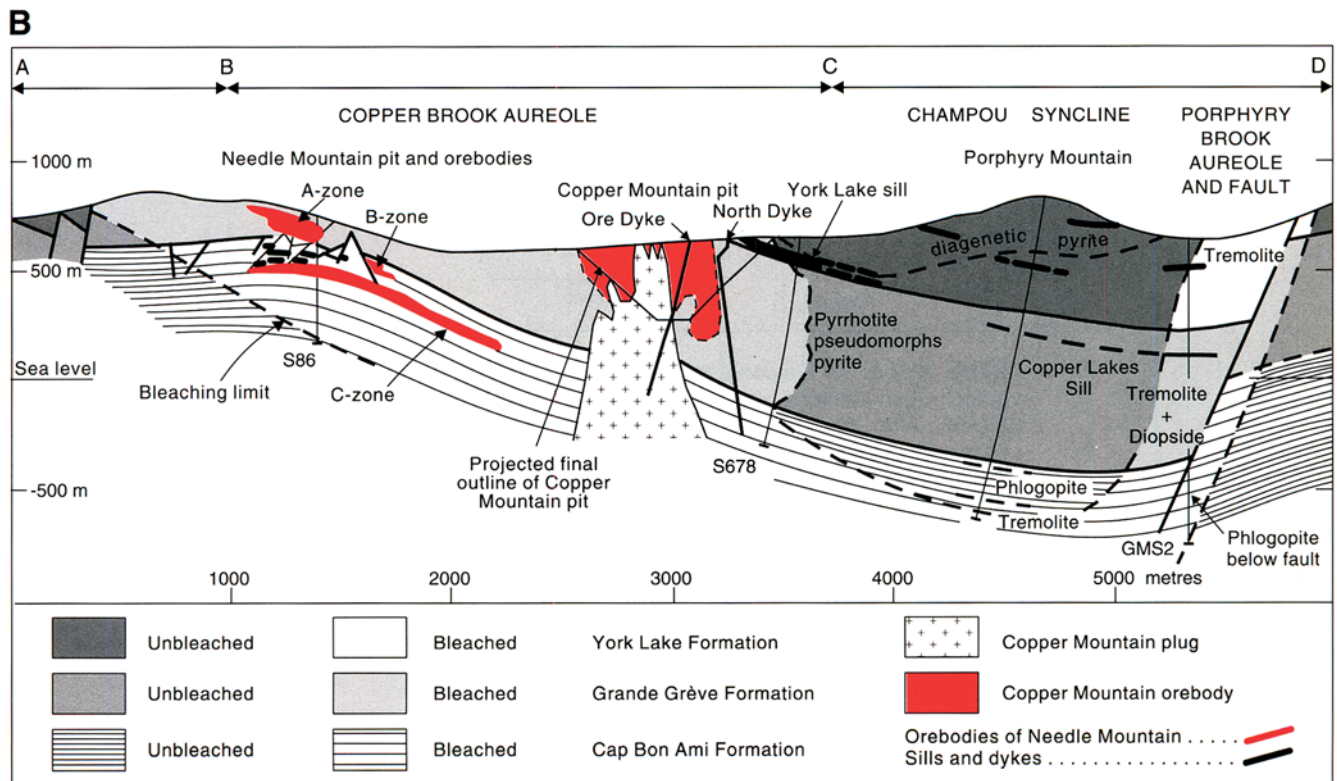 B
A B C D
COPPER BROOK AUREOLE
CHAMPOU SYNCLINE
PORPHYRY
BROOK
AUREOLE
AND FAULT
1000 m
Needle Mountain pit and orebodies
Porphyry Mountain
A-zone
B-zone
Copper Mountain pit
Ore Dyke
North Dyke
York Lake sill
diagenetic pyrite
Tremolite
500 m
Pyrrhotite
pseudomorphs
pyrite
Sea level
S86
Bleaching limit
C-zone
Copper Lakes
Sill
Tremolite
+
Diopside
Projected final
outline of Copper
Mountain pit
S678
-500 m
Phlogopite
Tremolite
GMS2
Phlogopite
below fault
1000 2000 3000 4000 5000 metres
Unbleached Bleached York Lake Formation Copper Mountain plug
Unbleached Bleached Grande Grève Formation Copper Mountain orebody
Unbleached Bleached Cap Bon Ami Formation
Orebodies of Needle Mountain . . . . .
Sills and dykes . . . . . . . . . . . . . . . . .